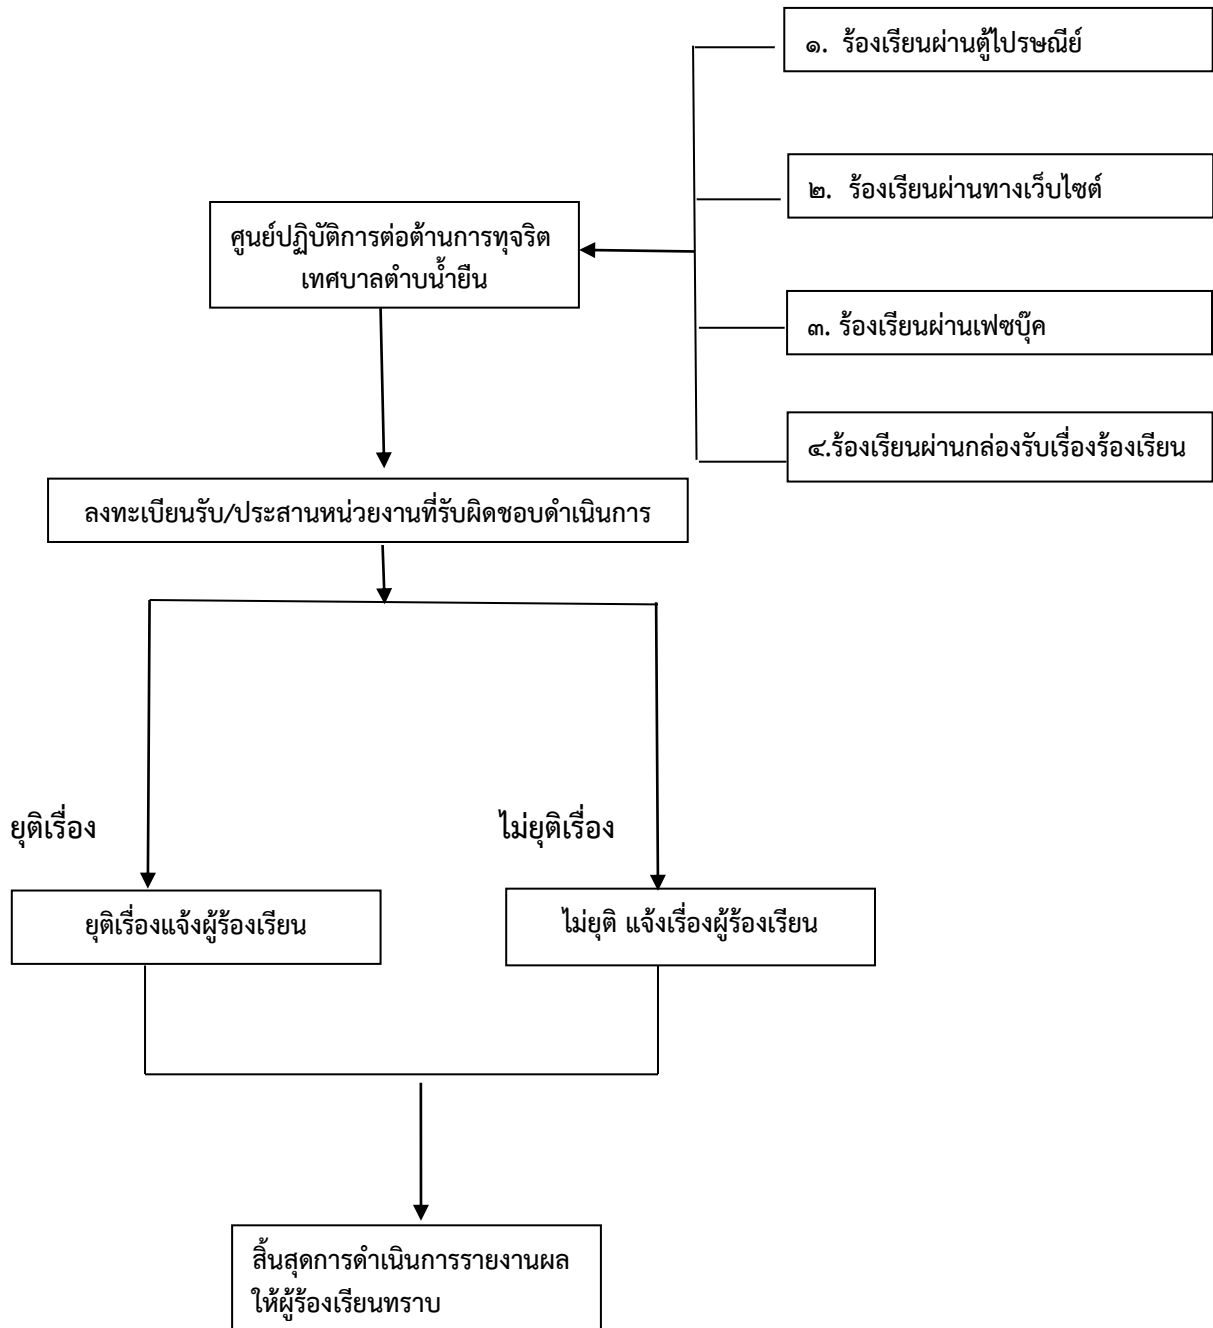 ๑. ร้องเรียนผ่านตู้ไปรษณีย์
๒. ร้องเรียนผ่านทางเว็บไซต์
ศูนย์ปฏิบัติการต่อต้านการทุจริต
เทศบาลตำบน้ำยืน
๓. ร้องเรียนผ่านเฟซบุ๊ค
๔.ร้องเรียนผ่านกล่องรับเรื่องร้องเรียน
ลงทะเบียนรับ/ประสานหน่วยงานที่รับผิดชอบดำเนินการ
ยุติเรื่อง
ไม่ยุติเรื่อง
ยุติเรื่องแจ้งผู้ร้องเรียน
ไม่ยุติ แจ้งเรื่องผู้ร้องเรียน
สิ้นสุดการดำเนินการรายงานผล
ให้ผู้ร้องเรียนทราบ